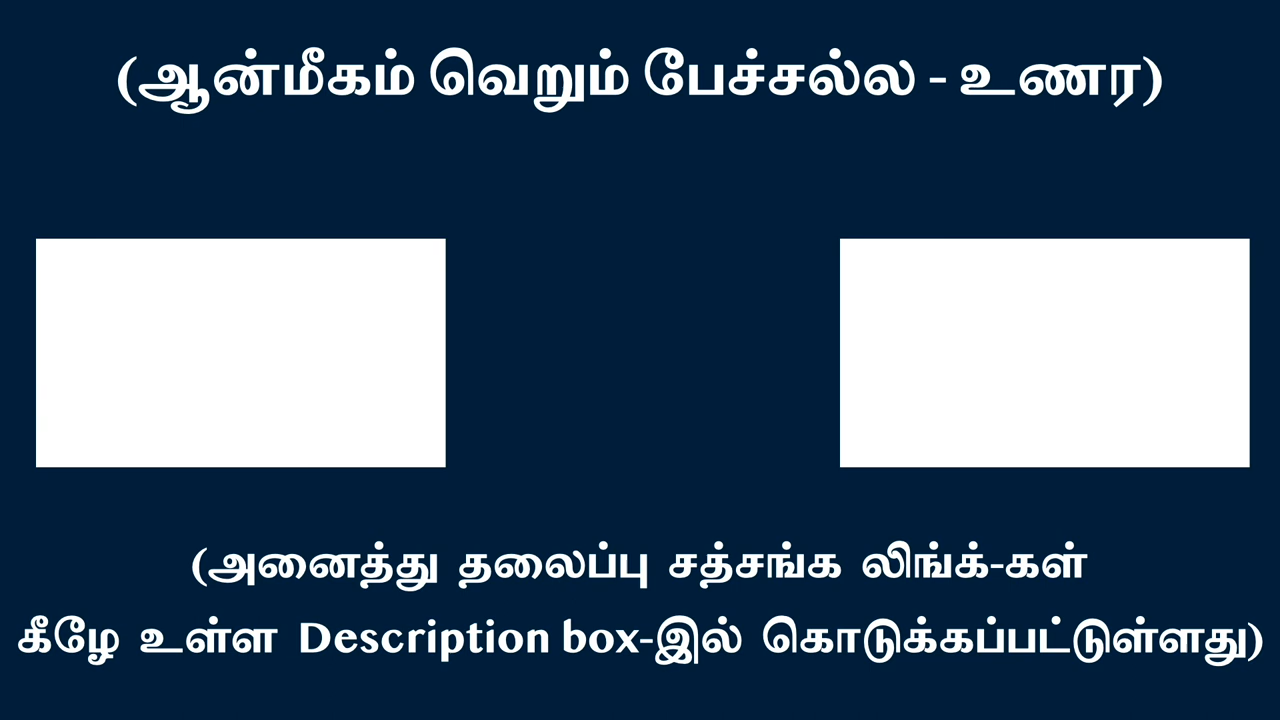 (ஆன்மீகம் வெறும் பேச்சல்ல - உணர)
(அனைத்து தலைப்பு சத்சங்க லிங்க்-கள்
கீழே உள்ள Description box-இல் கொடுக்கப்பட்டுள்ளது)